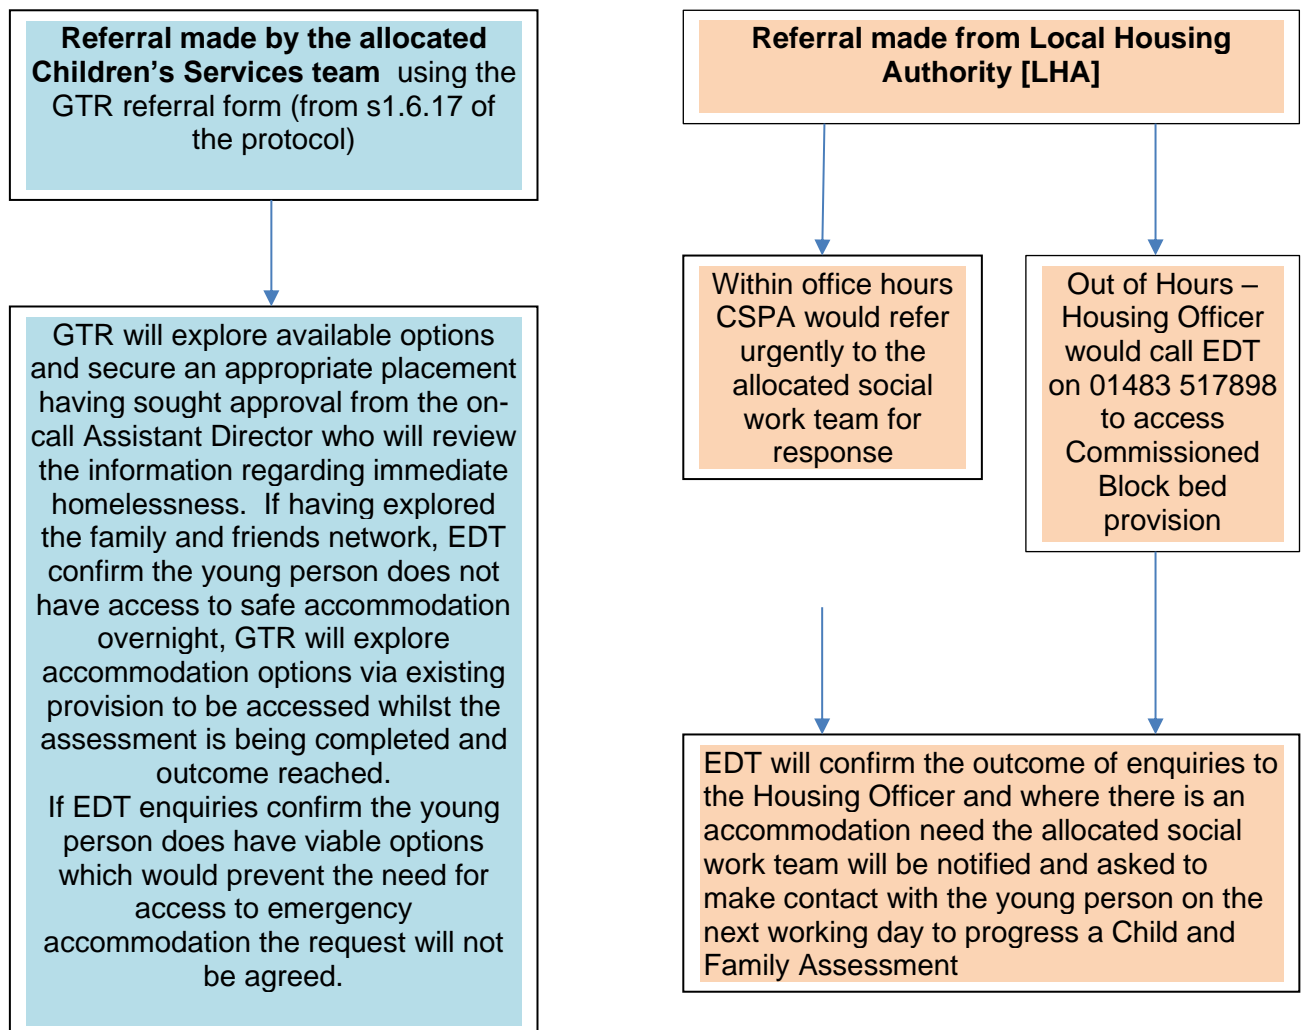 Referral made by the allocated
Children’s Services team  using the
GTR referral form (from s1.6.17 of
the protocol)
GTR will explore available options
and secure an appropriate placement
having sought approval from the on-
call Assistant Director who will review
the information regarding immediate
homelessness.  If having explored
the family and friends network, EDT
confirm the young person does not
have access to safe accommodation
overnight, GTR will explore
accommodation options via existing
provision to be accessed whilst the
assessment is being completed and
outcome reached.
If EDT enquiries confirm the young
person does have viable options
which would prevent the need for
access to emergency
accommodation the request will not
be agreed.
Referral made from Local Housing
Authority [LHA]
Within office hours
CSPA would refer
urgently to the
allocated social
work team for
response
Out of Hours –
Housing Officer
would call EDT
on 01483 517898
to access
Commissioned
Block bed
provision
EDT will confirm the outcome of enquiries to
the Housing Officer and where there is an
accommodation need the allocated social
work team will be notified and asked to
make contact with the young person on the
next working day to progress a Child and
Family Assessment